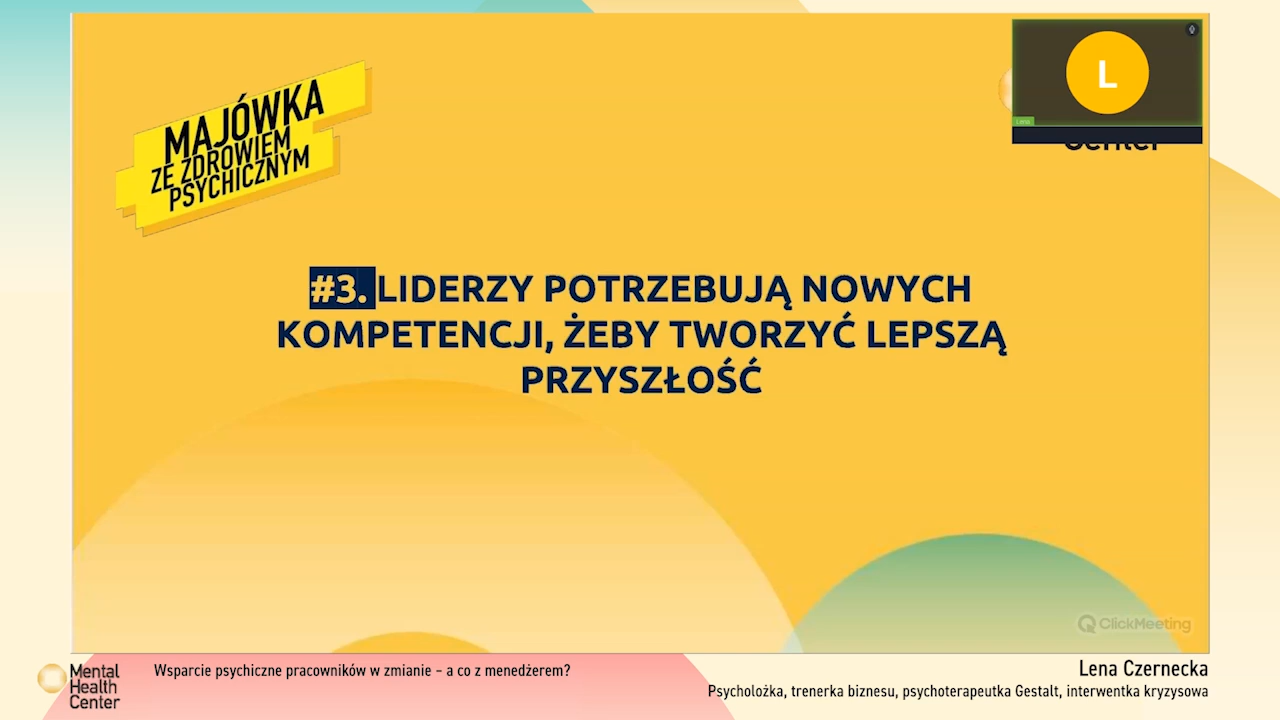 MAJÓWKA
ZE ZDROWIEM
PSYCHICZNYM
L
Lena
#3. LIDERZY POTRZEBUJĄ NOWYCH
KOMPETENCJI, ŻEBY TWORZYĆ LEPSZĄ
PRZYSZŁOŚĆ
ClickMeeting
Mental
Health
Center
Wsparcie psychiczne pracowników w zmianie – a co z menedżerem?
Lena Czernecka
Psycholożka, trenerka biznesu, psychoterapeutka Gestalt, interwentka kryzysowa